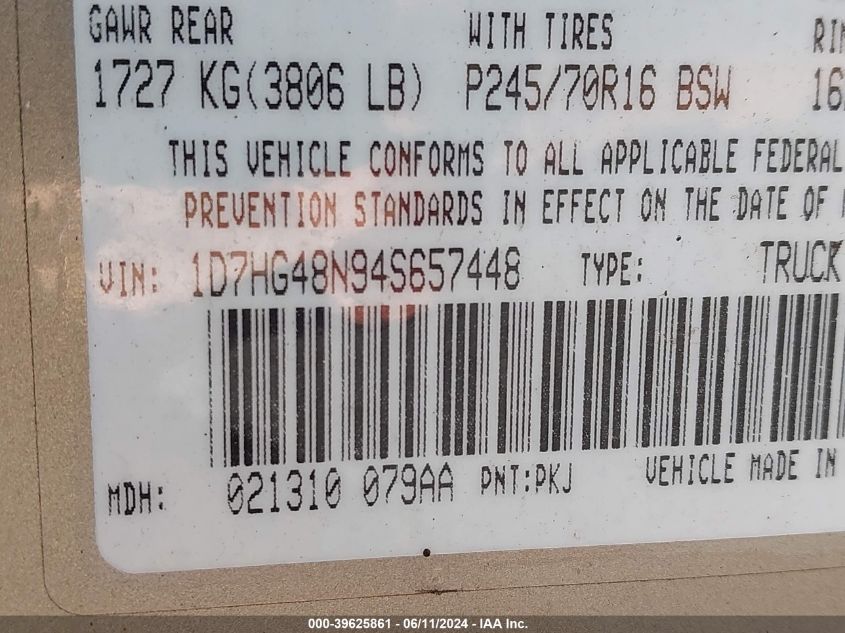 GAWR REAR WITH TIRES RIM
1727 KG(3806 LB) P245/70R16 BSW 16
THIS VEHICLE CONFORMS TO ALL APPLICABLE FEDERAL
PREVENTION STANDARDS IN EFFECT ON THE DATE OF
VIN: 1D7HG48N94S657448 TYPE: TRUCK
MDH: 021310 079AA PNT:PKJ VEHICLE MADE IN
000-39625861 - 06/11/2024 - IAA Inc.